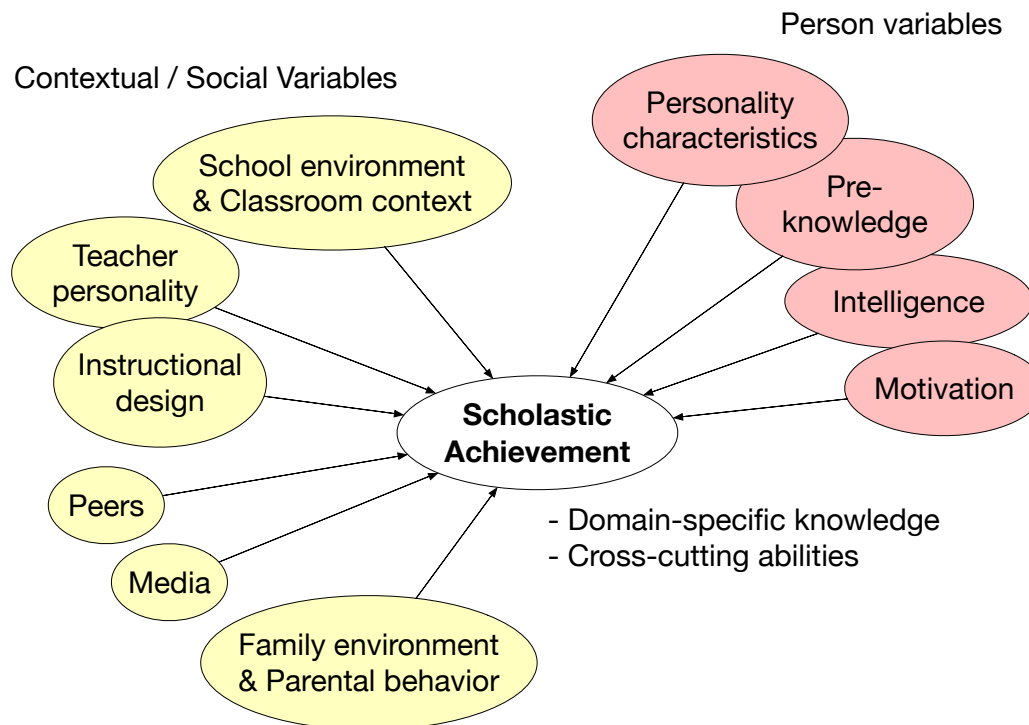 Person variables
Contextual / Social Variables
Personality
characteristics
School environment
& Classroom context
Pre-
knowledge
Teacher
personality
Intelligence
Instructional
design
Motivation
Scholastic
Achievement
Peers
- Domain-specific knowledge
- Cross-cutting abilities
Media
Family environment
& Parental behavior